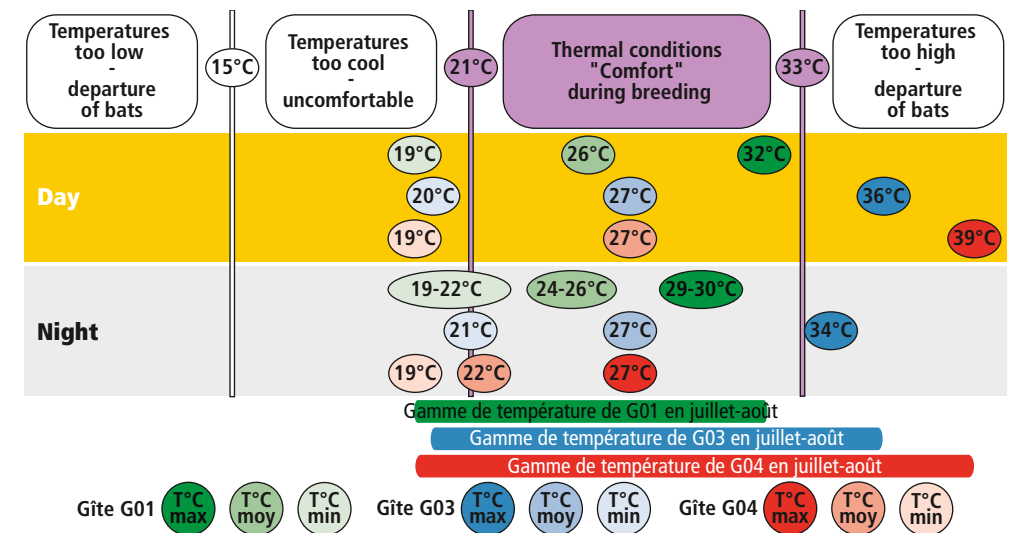 Temperatures
too low
-
departure
of bats
15°C
Temperatures
too cool
-
uncomfortable
21°C
Thermal conditions
"Comfort"
during breeding
33°C
Temperatures
too high
-
departure
of bats
Day
19°C 26°C 32°C
20°C 27°C 36°C
19°C 27°C 39°C
Night
19-22°C 24-26°C 29-30°C
21°C 27°C 34°C
19°C 22°C 27°C
Gamme de température de G01 en juillet-août
Gamme de température de G03 en juillet-août
Gamme de température de G04 en juillet-août
Gîte G01
T°C
max
T°C
moy
T°C
min
Gîte G03
T°C
max
T°C
moy
T°C
min
Gîte G04
T°C
max
T°C
moy
T°C
min